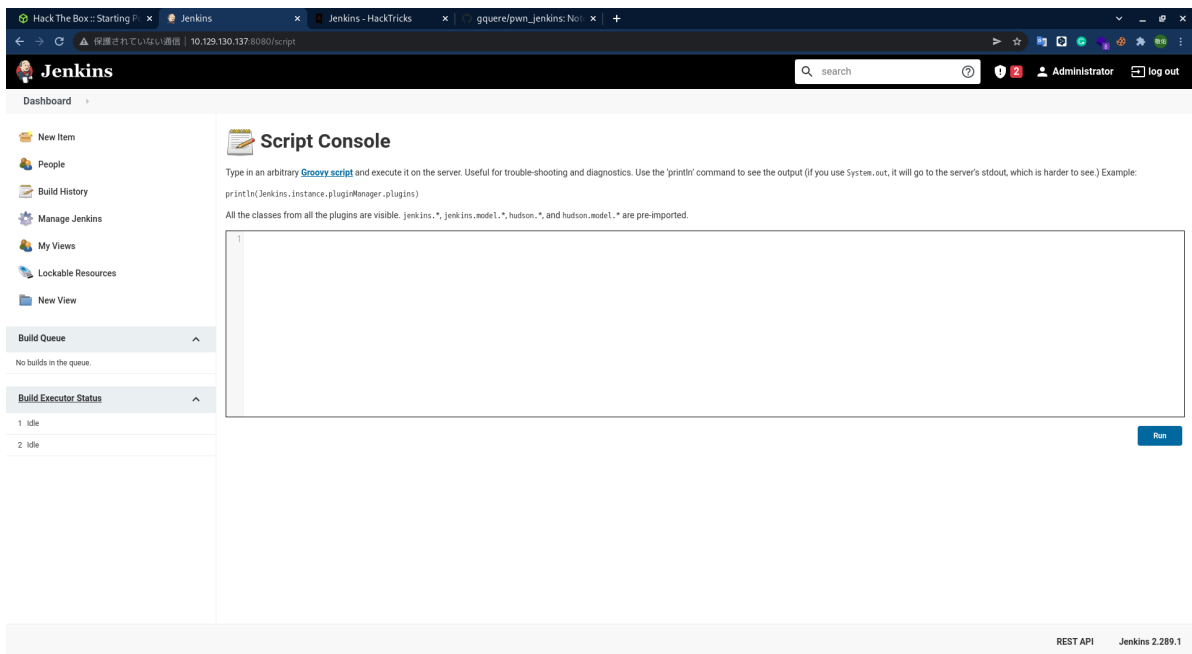 Hack The Box :: Starting Po
Jenkins
Jenkins - HackTricks
gquere/pwn_jenkins: Not
保護されていない通信 | 10.129.130.137:8080/script
Jenkins
search
2
Administrator
log out
Dashboard
New Item
People
Build History
Manage Jenkins
My Views
Lockable Resources
New View
Build Queue
No builds in the queue.
Build Executor Status
1 Idle
2 Idle
Script Console
Type in an arbitrary Groovy script and execute it on the server. Useful for trouble-shooting and diagnostics. Use the 'println' command to see the output (if you use System.out, it will go to the server's stdout, which is harder to see.) Example:
println(Jenkins.instance.pluginManager.plugins)
All the classes from all the plugins are visible. jenkins.*, jenkins.model.*, hudson.*, and hudson.model.* are pre-imported.
1
Run
REST API
Jenkins 2.289.1